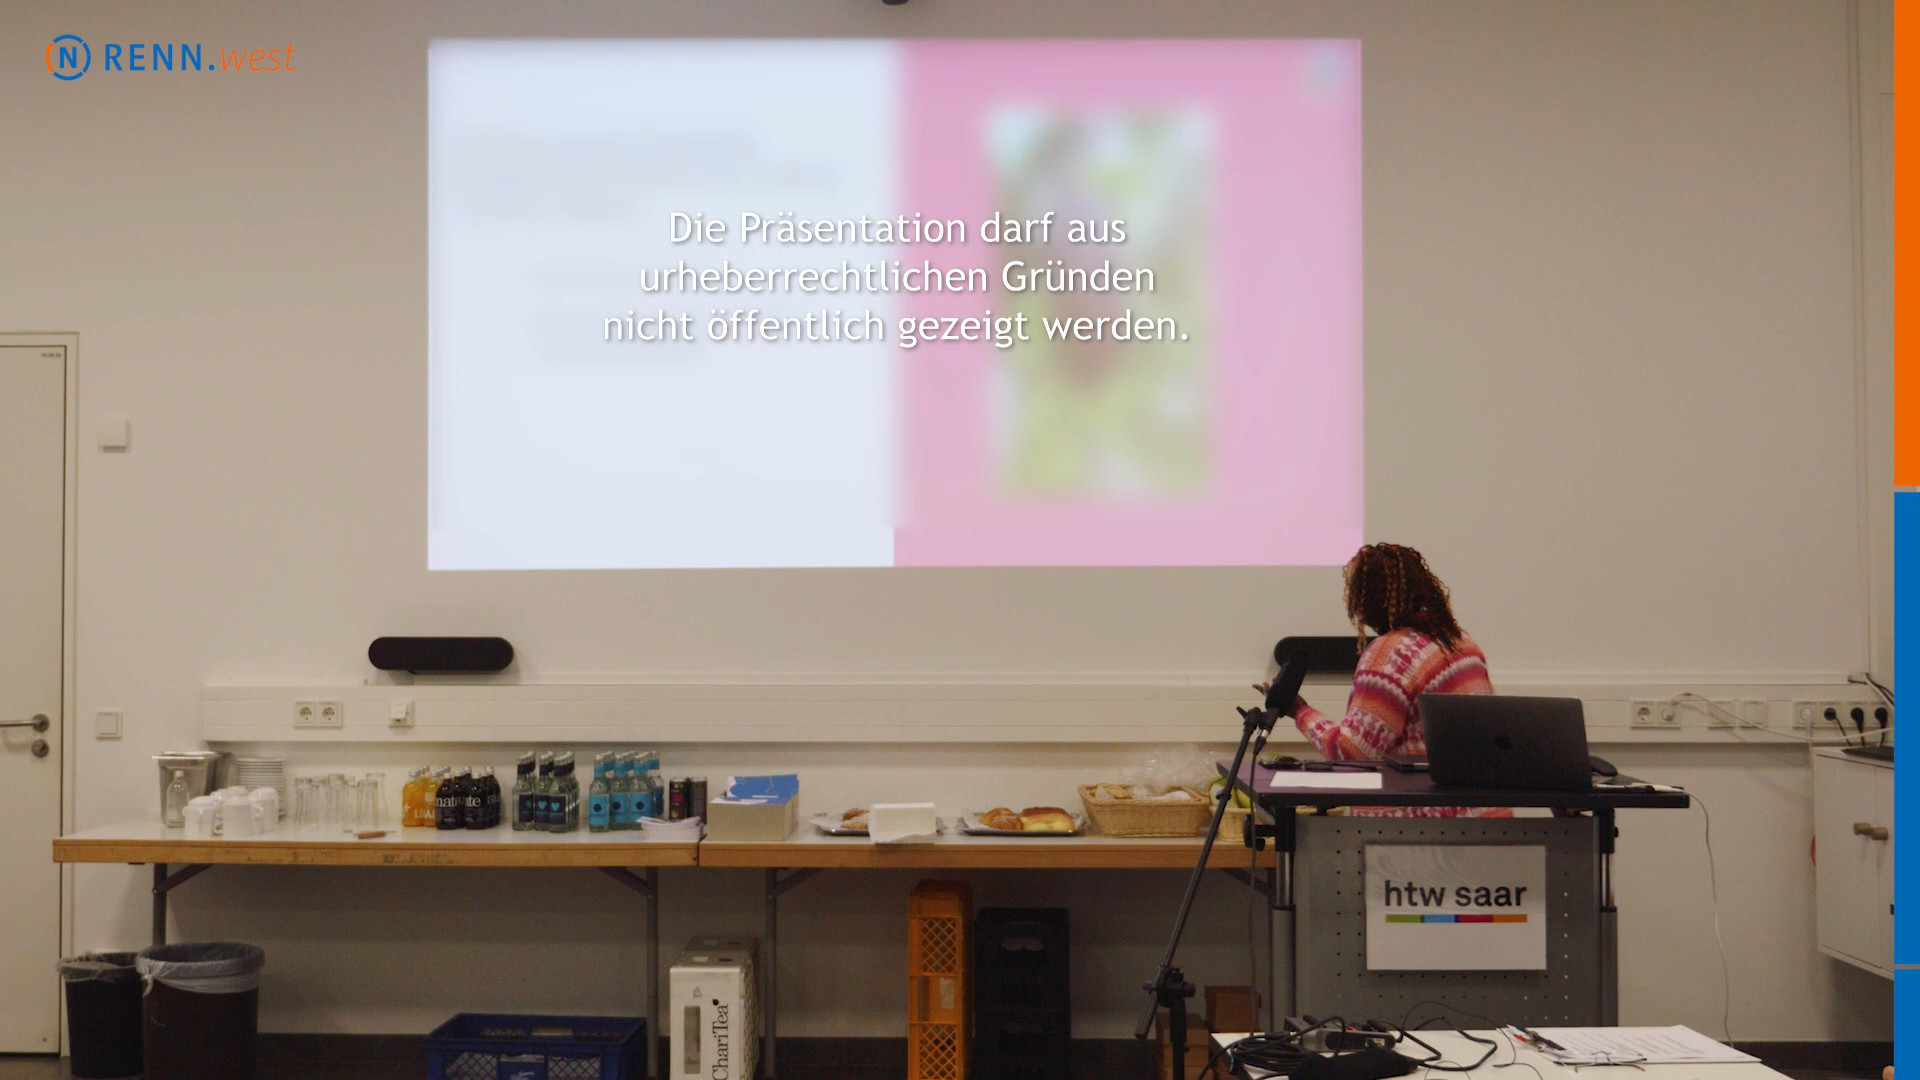 RENN.west
Die Präsentation darf aus
urheberrechtlichen Gründen
nicht öffentlich gezeigt werden.
htw saar
ChariTea